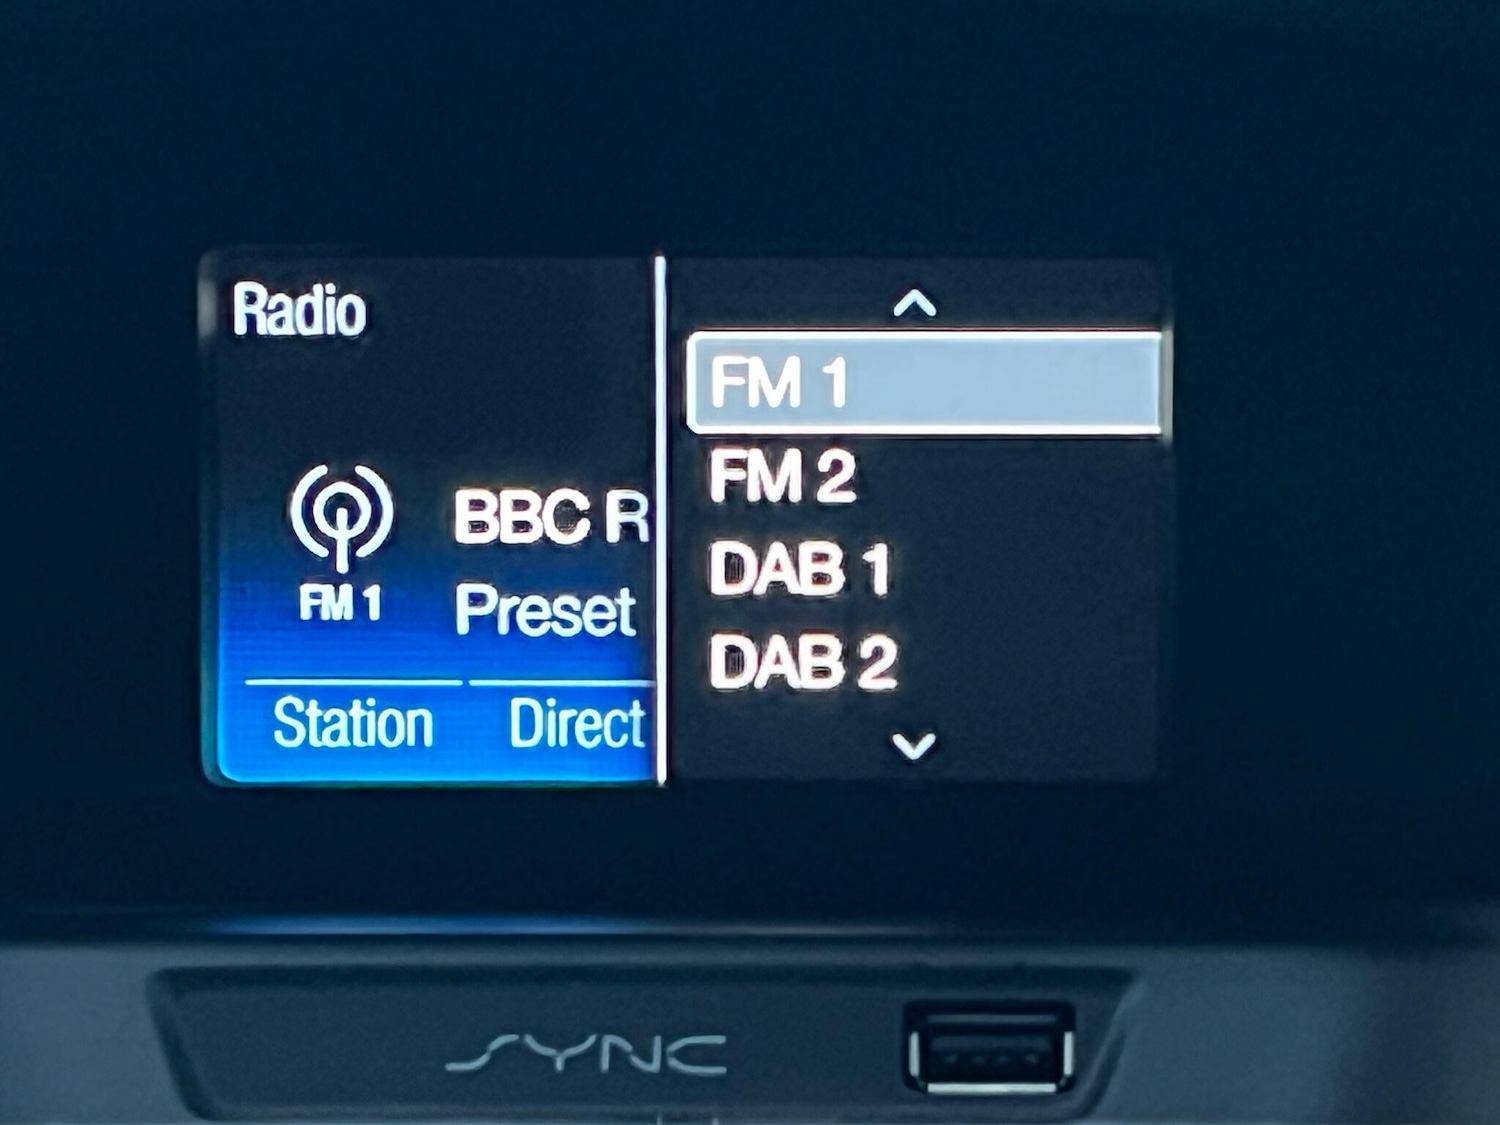 Radio
FM 1
BBC R
Preset
Station
Direct
FM 1
FM 2
DAB 1
DAB 2
SYNC